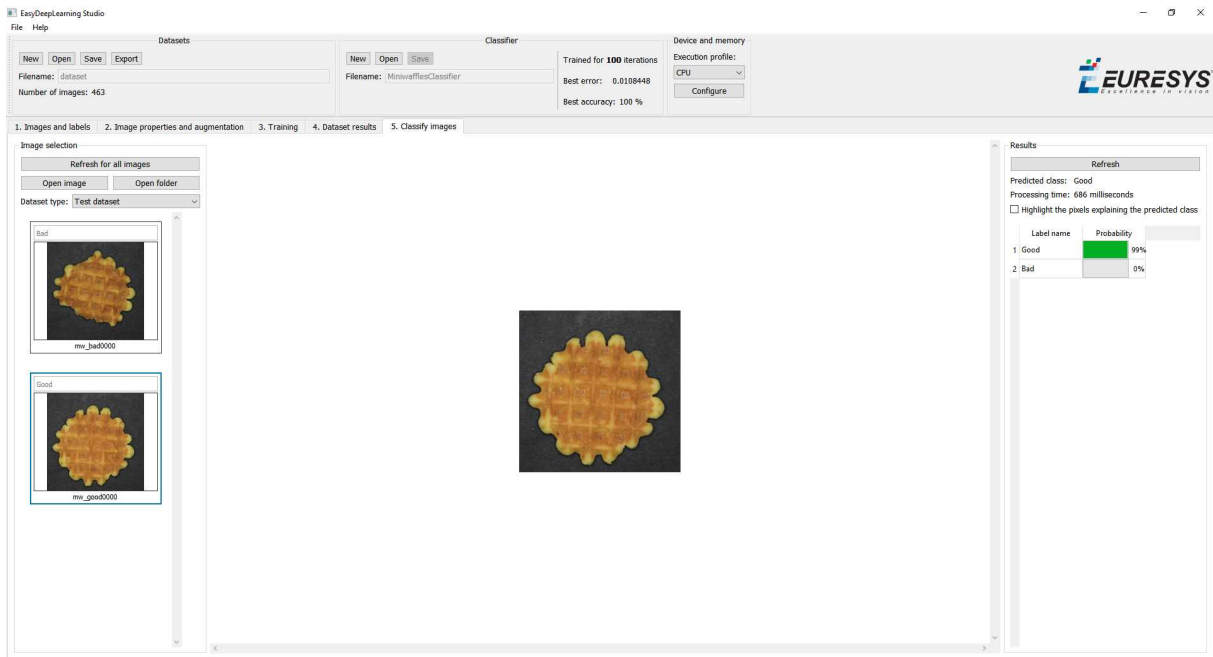 EasyDeepLearning Studio
File Help
Datasets
New Open Save Export
Filename: dataset
Number of images: 463
Classifier
New Open Save
Filename: MiniwafflesClassifier
Trained for 100 iterations
Best error: 0.0108448
Best accuracy: 100 %
Device and memory
Execution profile:
CPU
Configure
EURESYS
Excellence in vision
1. Images and labels 2. Image properties and augmentation 3. Training 4. Dataset results 5. Classify images
Image selection
Refresh for all images
Open image Open folder
Dataset type: Test dataset
Bad
mw_bad0000
Good
mw_good0000
Results
Refresh
Predicted class: Good
Processing time: 686 milliseconds
Highlight the pixels explaining the predicted class
Label name Probability
1 Good 99%
2 Bad 0%